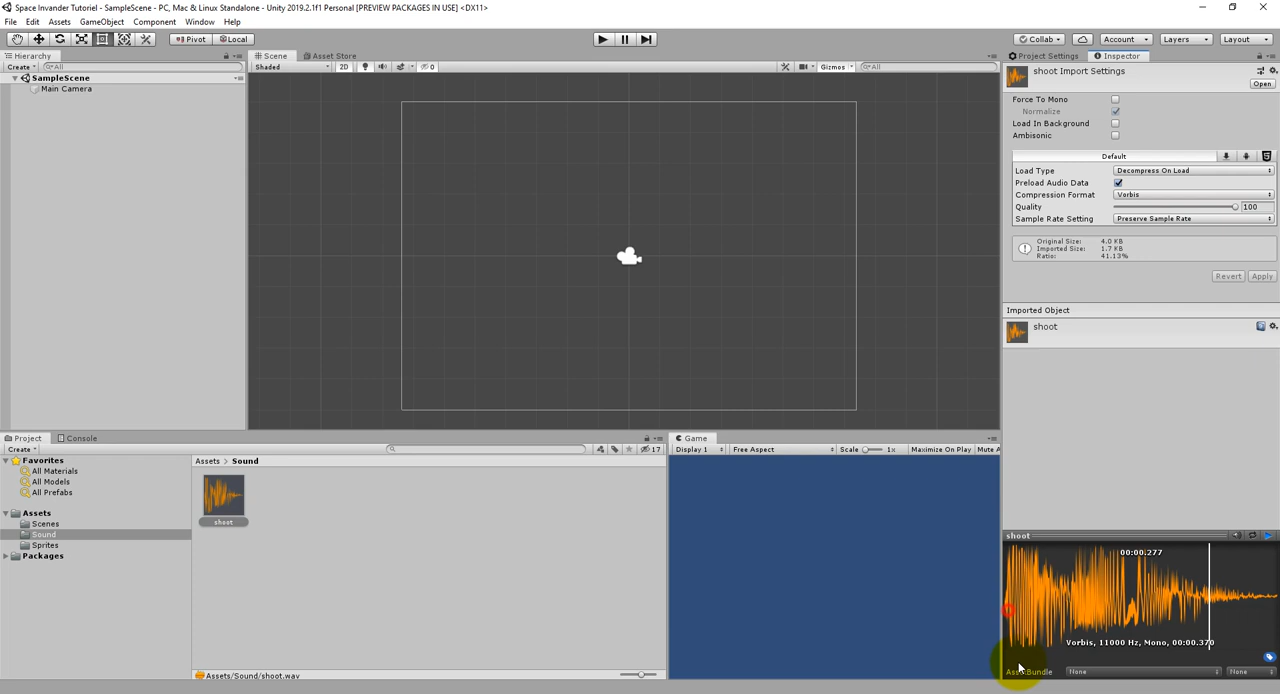 Space Invander Tutoriel - SampleScene - PC, Mac & Linux Standalone - Unity 2019.2.1f1 Personal [PREVIEW PACKAGES IN USE] <DX11>
File Edit Assets GameObject Component Window Help
Pivot Local Collab Account Layers Layout
Hierarchy
Create All
SampleScene
Main Camera
Scene Asset Store
Shaded 2D 0 Gizmos All
Project Settings Inspector
shoot Import Settings
Open
Force To Mono
Normalize
Load In Background
Ambisonic
Default
Load Type Decompress On Load
Preload Audio Data
Compression Format Vorbis
Quality 100
Sample Rate Setting Preserve Sample Rate
Original Size: 4.0 KB
Imported Size: 1.7 KB
Ratio: 41.13%
Revert Apply
Imported Object
shoot
Project Console
Create 17
Favorites
All Materials
All Models
All Prefabs
Assets
Scenes
Sound
Sprites
Packages
Assets > Sound
shoot
Assets/Sound/shoot.wav
Game
Display 1 Free Aspect Scale 1x Maximize On Play Mute A
shoot
00:00.277
Vorbis, 11000 Hz, Mono, 00:00.370
AssetBundle None None